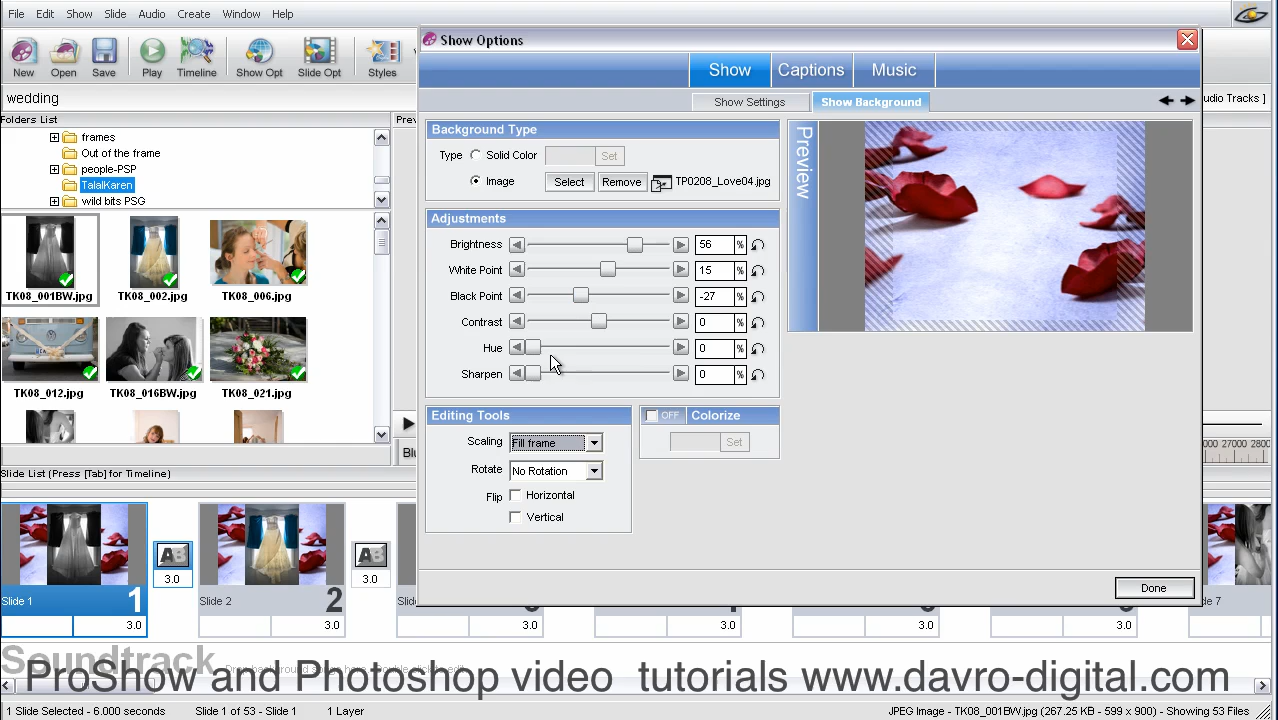 File Edit Show Slide Audio Create Window Help
New Open Save Play Timeline Show Opt Slide Opt Styles
wedding
Folders List
frames
Out of the frame
people-PSP
TalalKaren
wild bits PSG
TK08_001BW.jpg TK08_002.jpg TK08_006.jpg
TK08_012.jpg TK08_016BW.jpg TK08_021.jpg
Show Options
Show Captions Music
Show Settings Show Background
udio Tracks ]
Background Type
Type Solid Color Set
Image Select Remove TP0208_Love04.jpg
Preview
Adjustments
Brightness 56 %
White Point 15 %
Black Point -27 %
Contrast 0 %
Hue 0 %
Sharpen 0 %
Editing Tools
Scaling Fill frame
Rotate No Rotation
Flip Horizontal
Vertical
OFF Colorize
Set
Done
000 27000 2800
Slide List (Press [Tab] for Timeline)
AB AB
3.0 3.0
Slide 1 1 Slide 2 2 e 7
3.0 3.0 3.0 3.0 3.0 3.0
Soundtrack
ProShow and Photoshop video tutorials www.davro-digital.com
1 Slide Selected - 6.000 seconds Slide 1 of 53 - Slide 1 1 Layer JPEG Image - TK08_001BW.jpg (267.25 KB - 599 x 900) - Showing 53 Files